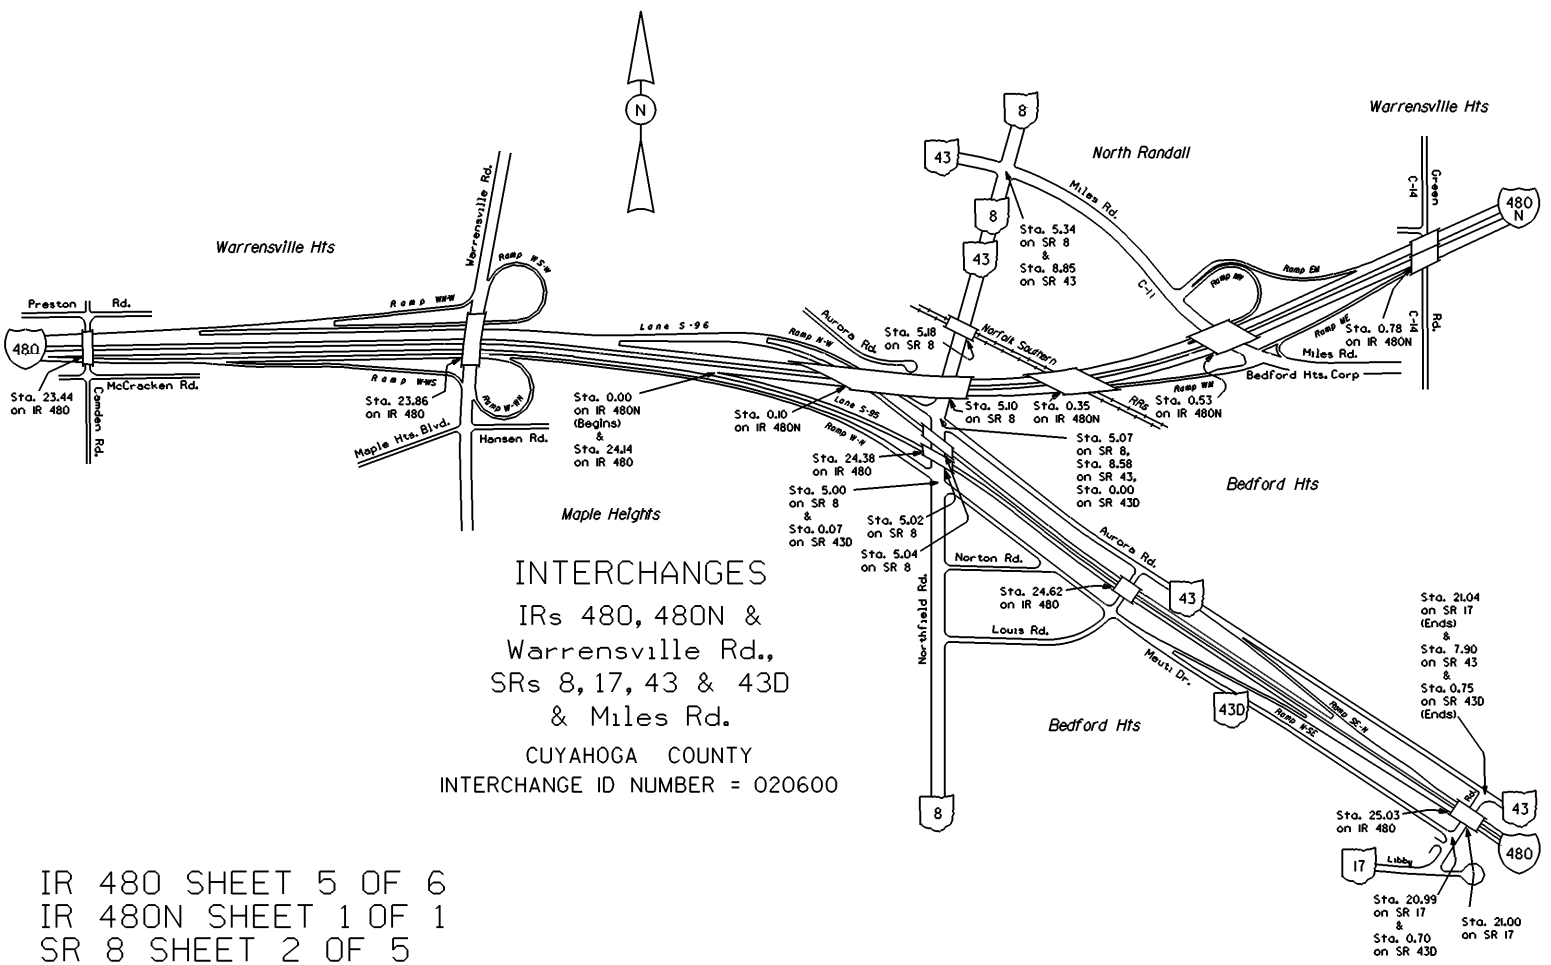 8
Warrensville Hts
43
North Randall
N
Green
C-14
Miles Rd.
480
N
8
Warrensville Rd.
Sta. 5.34
on SR 8
&
Sta. 8.85
on SR 43
Warrensville Hts
43
Ramp WS-W
Ramp EM
Ramp MW
C-11
Preston Rd.
Ramp WN-W
Aurora Rd.
Lane S-96
Ramp N-W
Sta. 5.18
on SR 8
Norfolk Southern
RRs
Ramp ME
Sta. 0.78
on IR 480N
C-14
Rd.
Miles Rd.
Bedford Hts. Corp
480
McCracken Rd.
Camden Rd.
Sta. 23.44
on IR 480
Ramp W-WS
Sta. 23.86
on IR 480
Ramp W-WN
Maple Hts. Blvd.
Hansen Rd.
Sta. 0.00
on IR 480N
(Begins)
&
Sta. 24.14
on IR 480
Sta. 0.10
on IR 480N
Lane S-95
Ramp W-N
Sta. 5.10
on SR 8
Sta. 0.35
on IR 480N
Ramp WM
Sta. 0.53
on IR 480N
Sta. 5.07
on SR 8,
Sta. 8.58
on SR 43,
Sta. 0.00
on SR 43D
Sta. 24.38
on IR 480
Sta. 5.00
on SR 8
&
Sta. 0.07
on SR 43D
Sta. 5.02
on SR 8
Sta. 5.04
on SR 8
Bedford Hts
Maple Heights
Aurora Rd.
Norton Rd.
Northfield Rd.
Sta. 24.62
on IR 480
43
Louis Rd.
Meuti Dr.
INTERCHANGES
IRs 480, 480N &
Warrensville Rd.,
SRs 8, 17, 43 & 43D
& Miles Rd.
CUYAHOGA COUNTY
INTERCHANGE ID NUMBER = 020600
Sta. 21.04
on SR 17
(Ends)
&
Sta. 7.90
on SR 43
&
Sta. 0.75
on SR 43D
(Ends)
43D
Ramp W-SE
Ramp SE-N
Bedford Hts
8
Rd.
43
Sta. 25.03
on IR 480
480
17
Libby
Sta. 20.99
on SR 17
&
Sta. 0.70
on SR 43D
Sta. 21.00
on SR 17
IR 480 SHEET 5 OF 6
IR 480N SHEET 1 OF 1
SR 8 SHEET 2 OF 5